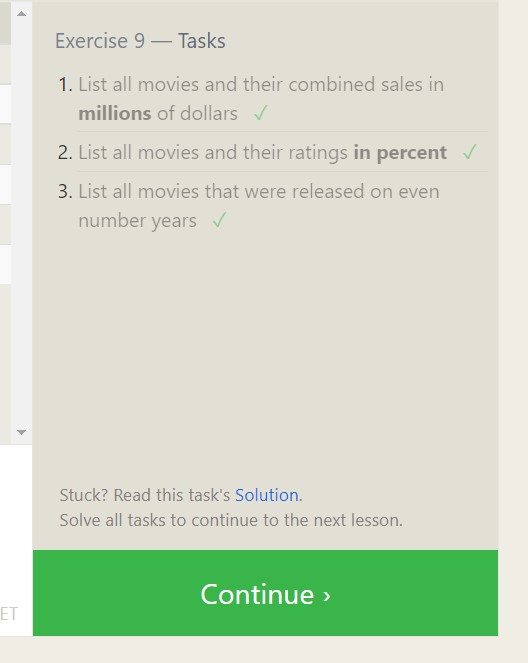 Exercise 9 — Tasks
1. List all movies and their combined sales in
millions of dollars ✓
2. List all movies and their ratings in percent ✓
3. List all movies that were released on even
number years ✓
Stuck? Read this task's Solution.
Solve all tasks to continue to the next lesson.
ET
Continue ›